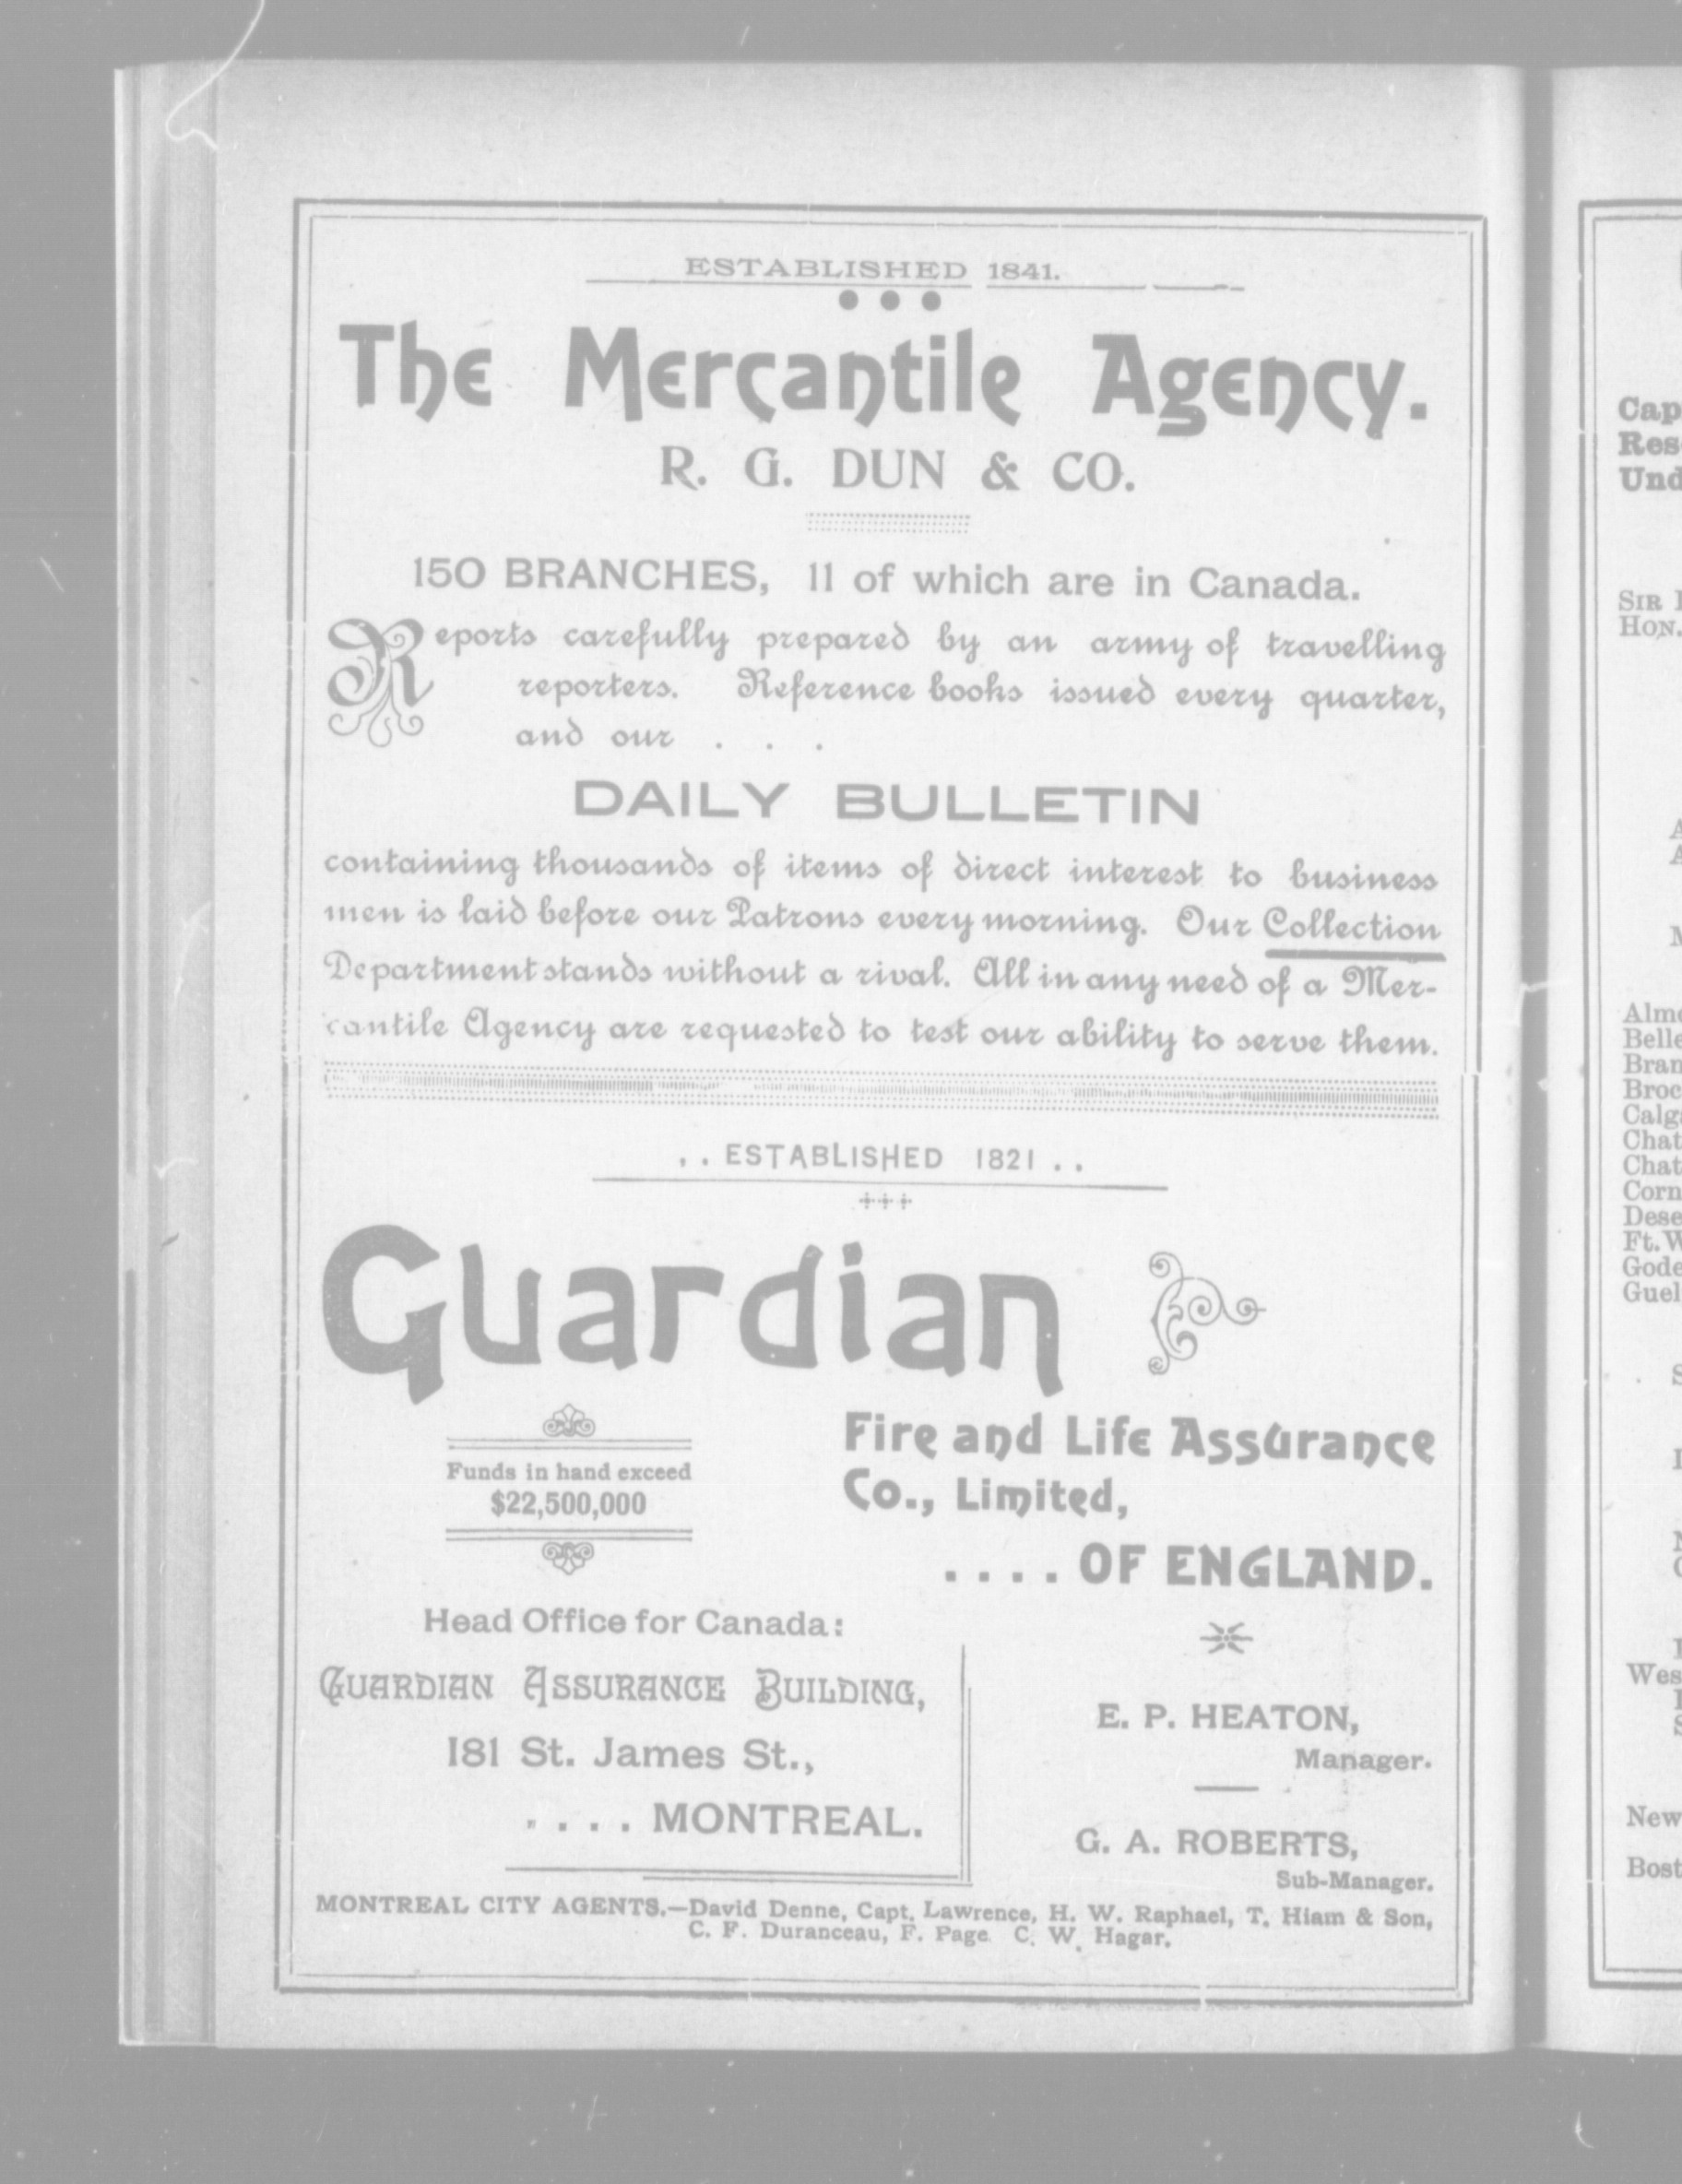 ESTABLISHED 1841.
The Mercantile Agency.
R. G. DUN & CO.
150 BRANCHES, 11 of which are in Canada.
Reports carefully prepared by an army of travelling
reporters. Reference books issued every quarter,
and our . . .
DAILY BULLETIN
containing thousands of items of direct interest to business
men is laid before our Patrons every morning. Our Collection
Department stands without a rival. All in any need of a Mer-
cantile Agency are requested to test our ability to serve them.
. . ESTABLISHED 1821 . .
Guardian
Fire and Life Assurance
Co., Limited,
. . . . OF ENGLAND.
Funds in hand exceed
$22,500,000
Head Office for Canada:
GUARDIAN ASSURANCE BUILDING,
181 St. James St.,
. . . . MONTREAL.
E. P. HEATON,
Manager.
G. A. ROBERTS,
Sub-Manager.
MONTREAL CITY AGENTS.—David Denne, Capt. Lawrence, H. W. Raphael, T. Hiam & Son,
C. F. Duranceau, F. Page C. W. Hagar.
Cap
Res
Und
SIR
HON.
Alm
Belle
Bran
Broc
Calg
Chat
Chat
Corn
Dese
Ft. W
Gode
Guel
Wes
New
Bost